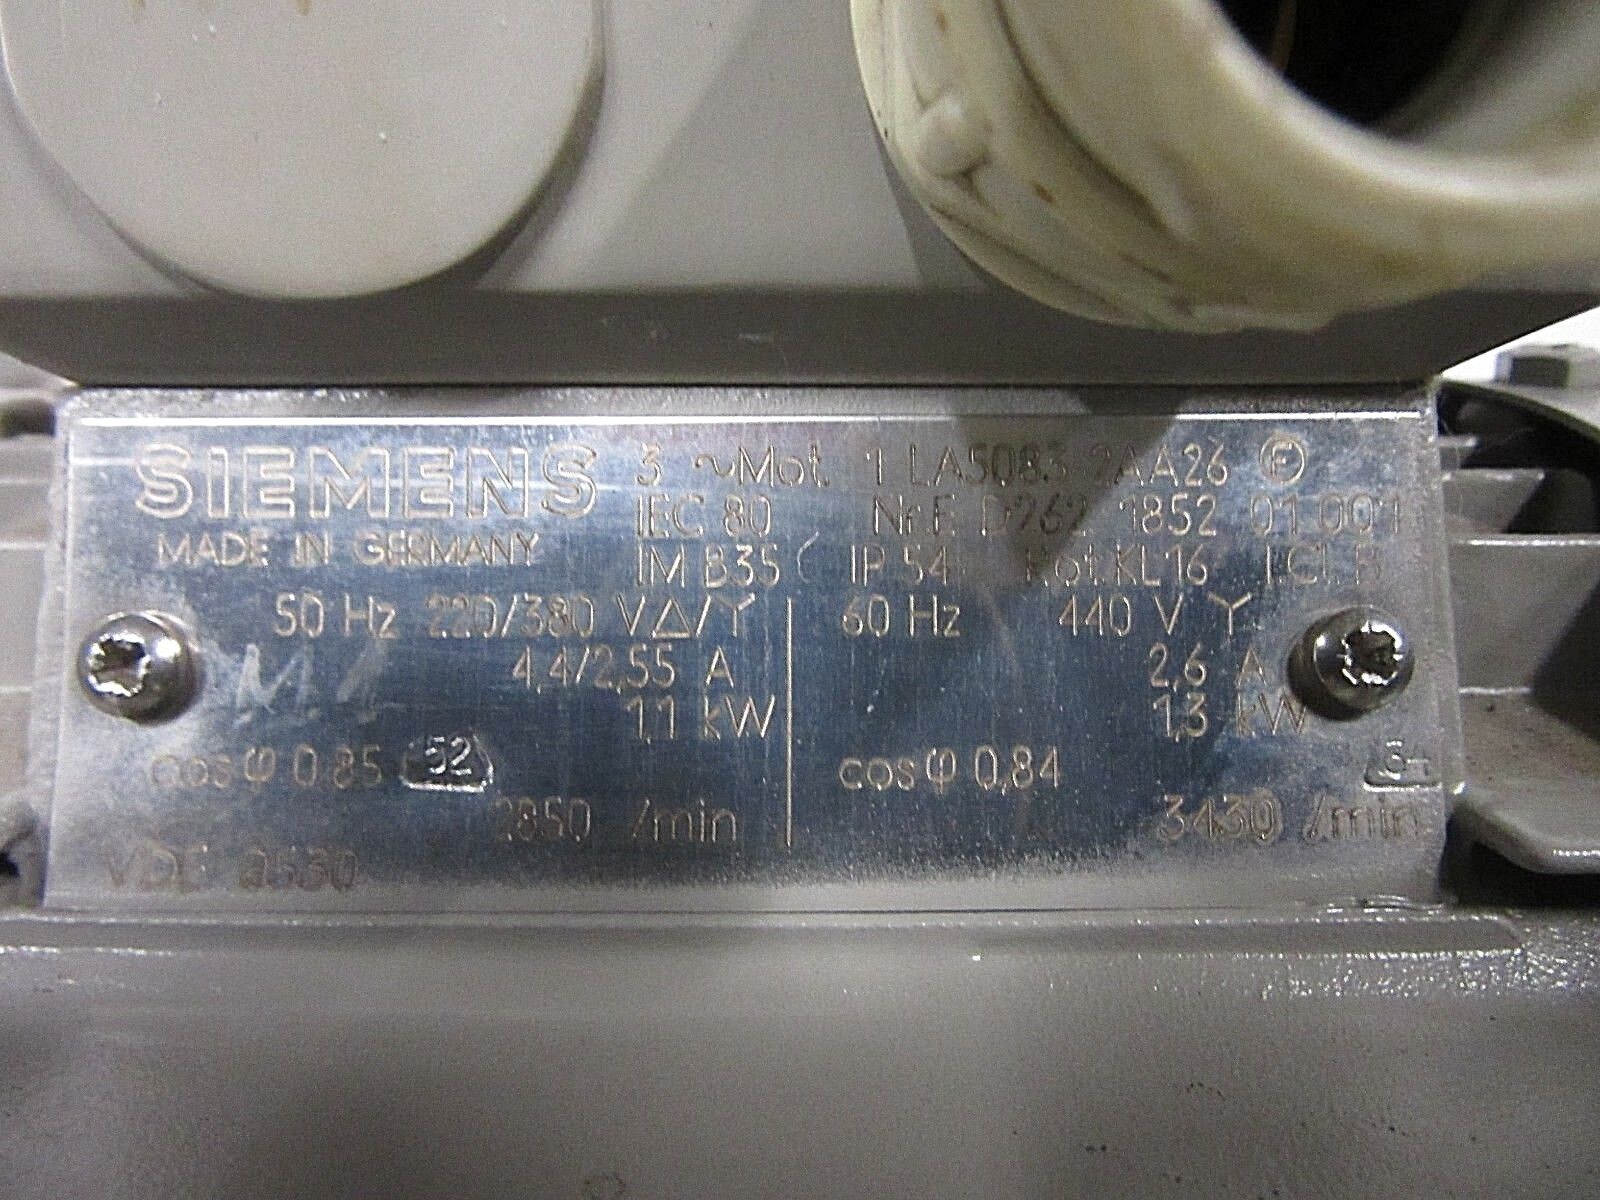 SIEMENS 3 ~Mot. 1 LA5083 2AA26 F
IEC 80 Nr.E D262 1852 01 001
MADE IN GERMANY
IM B35 IP 54 Rot.KL16 I.Cl.B
50 Hz 220/380 V△/Y 60 Hz 440 V Y
4,4/2,55 A 2,6 A
1,1 kW 1,3 kW
cosφ 0,85 52 cosφ 0,84
2850 /min 3430 /min
VDE 0530